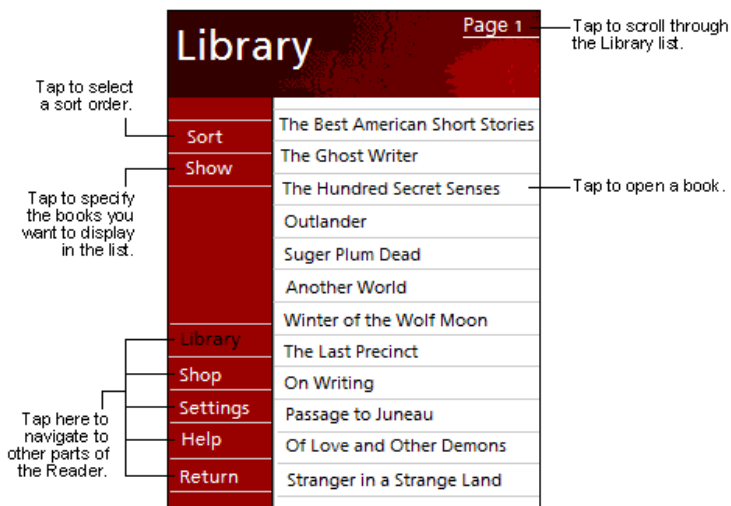 Library
Page 1
Tap to scroll through
the Library list.
Tap to select
a sort order.
Sort
Show
Tap to specify
the books you
want to display
in the list.
The Best American Short Stories
The Ghost Writer
The Hundred Secret Senses
Tap to open a book.
Outlander
Suger Plum Dead
Another World
Winter of the Wolf Moon
The Last Precinct
On Writing
Passage to Juneau
Of Love and Other Demons
Stranger in a Strange Land
Library
Shop
Settings
Help
Return
Tap here to
navigate to
other parts of
the Reader.